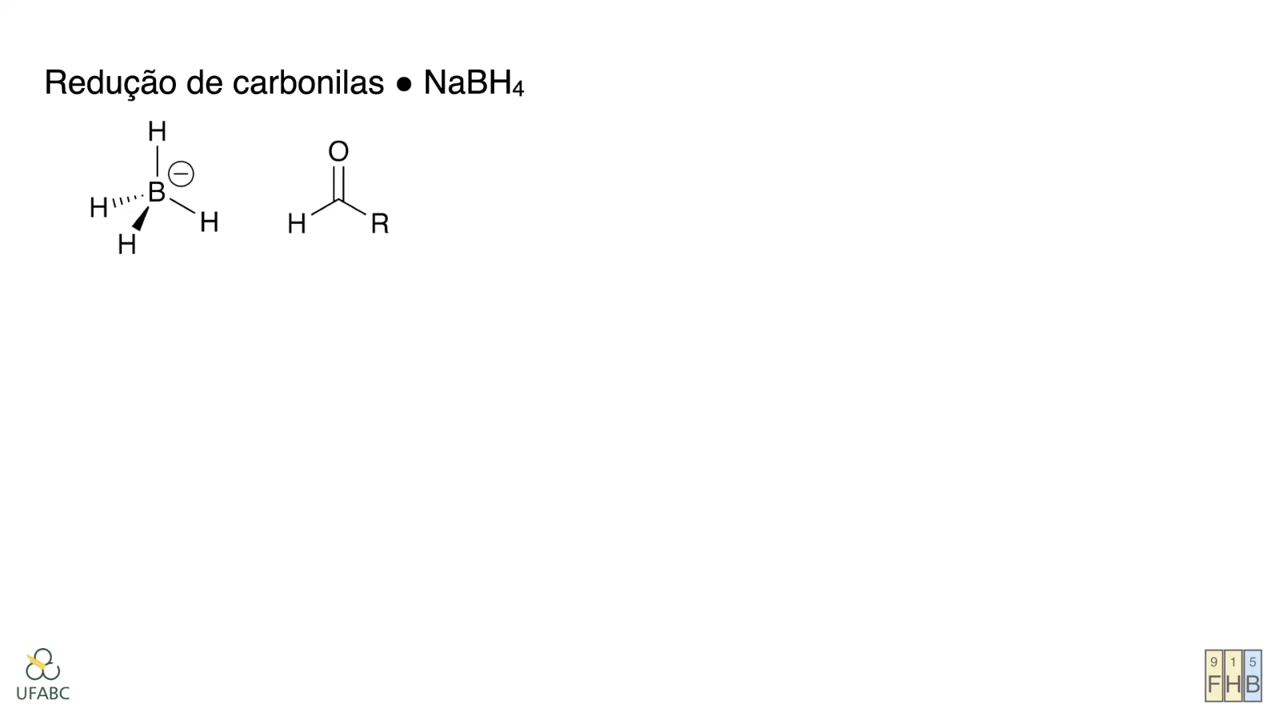 Redução de carbonilas ● NaBH₄
H
B ⊖
H
H
H
O
H
R
UFABC
9 1 5
F H B